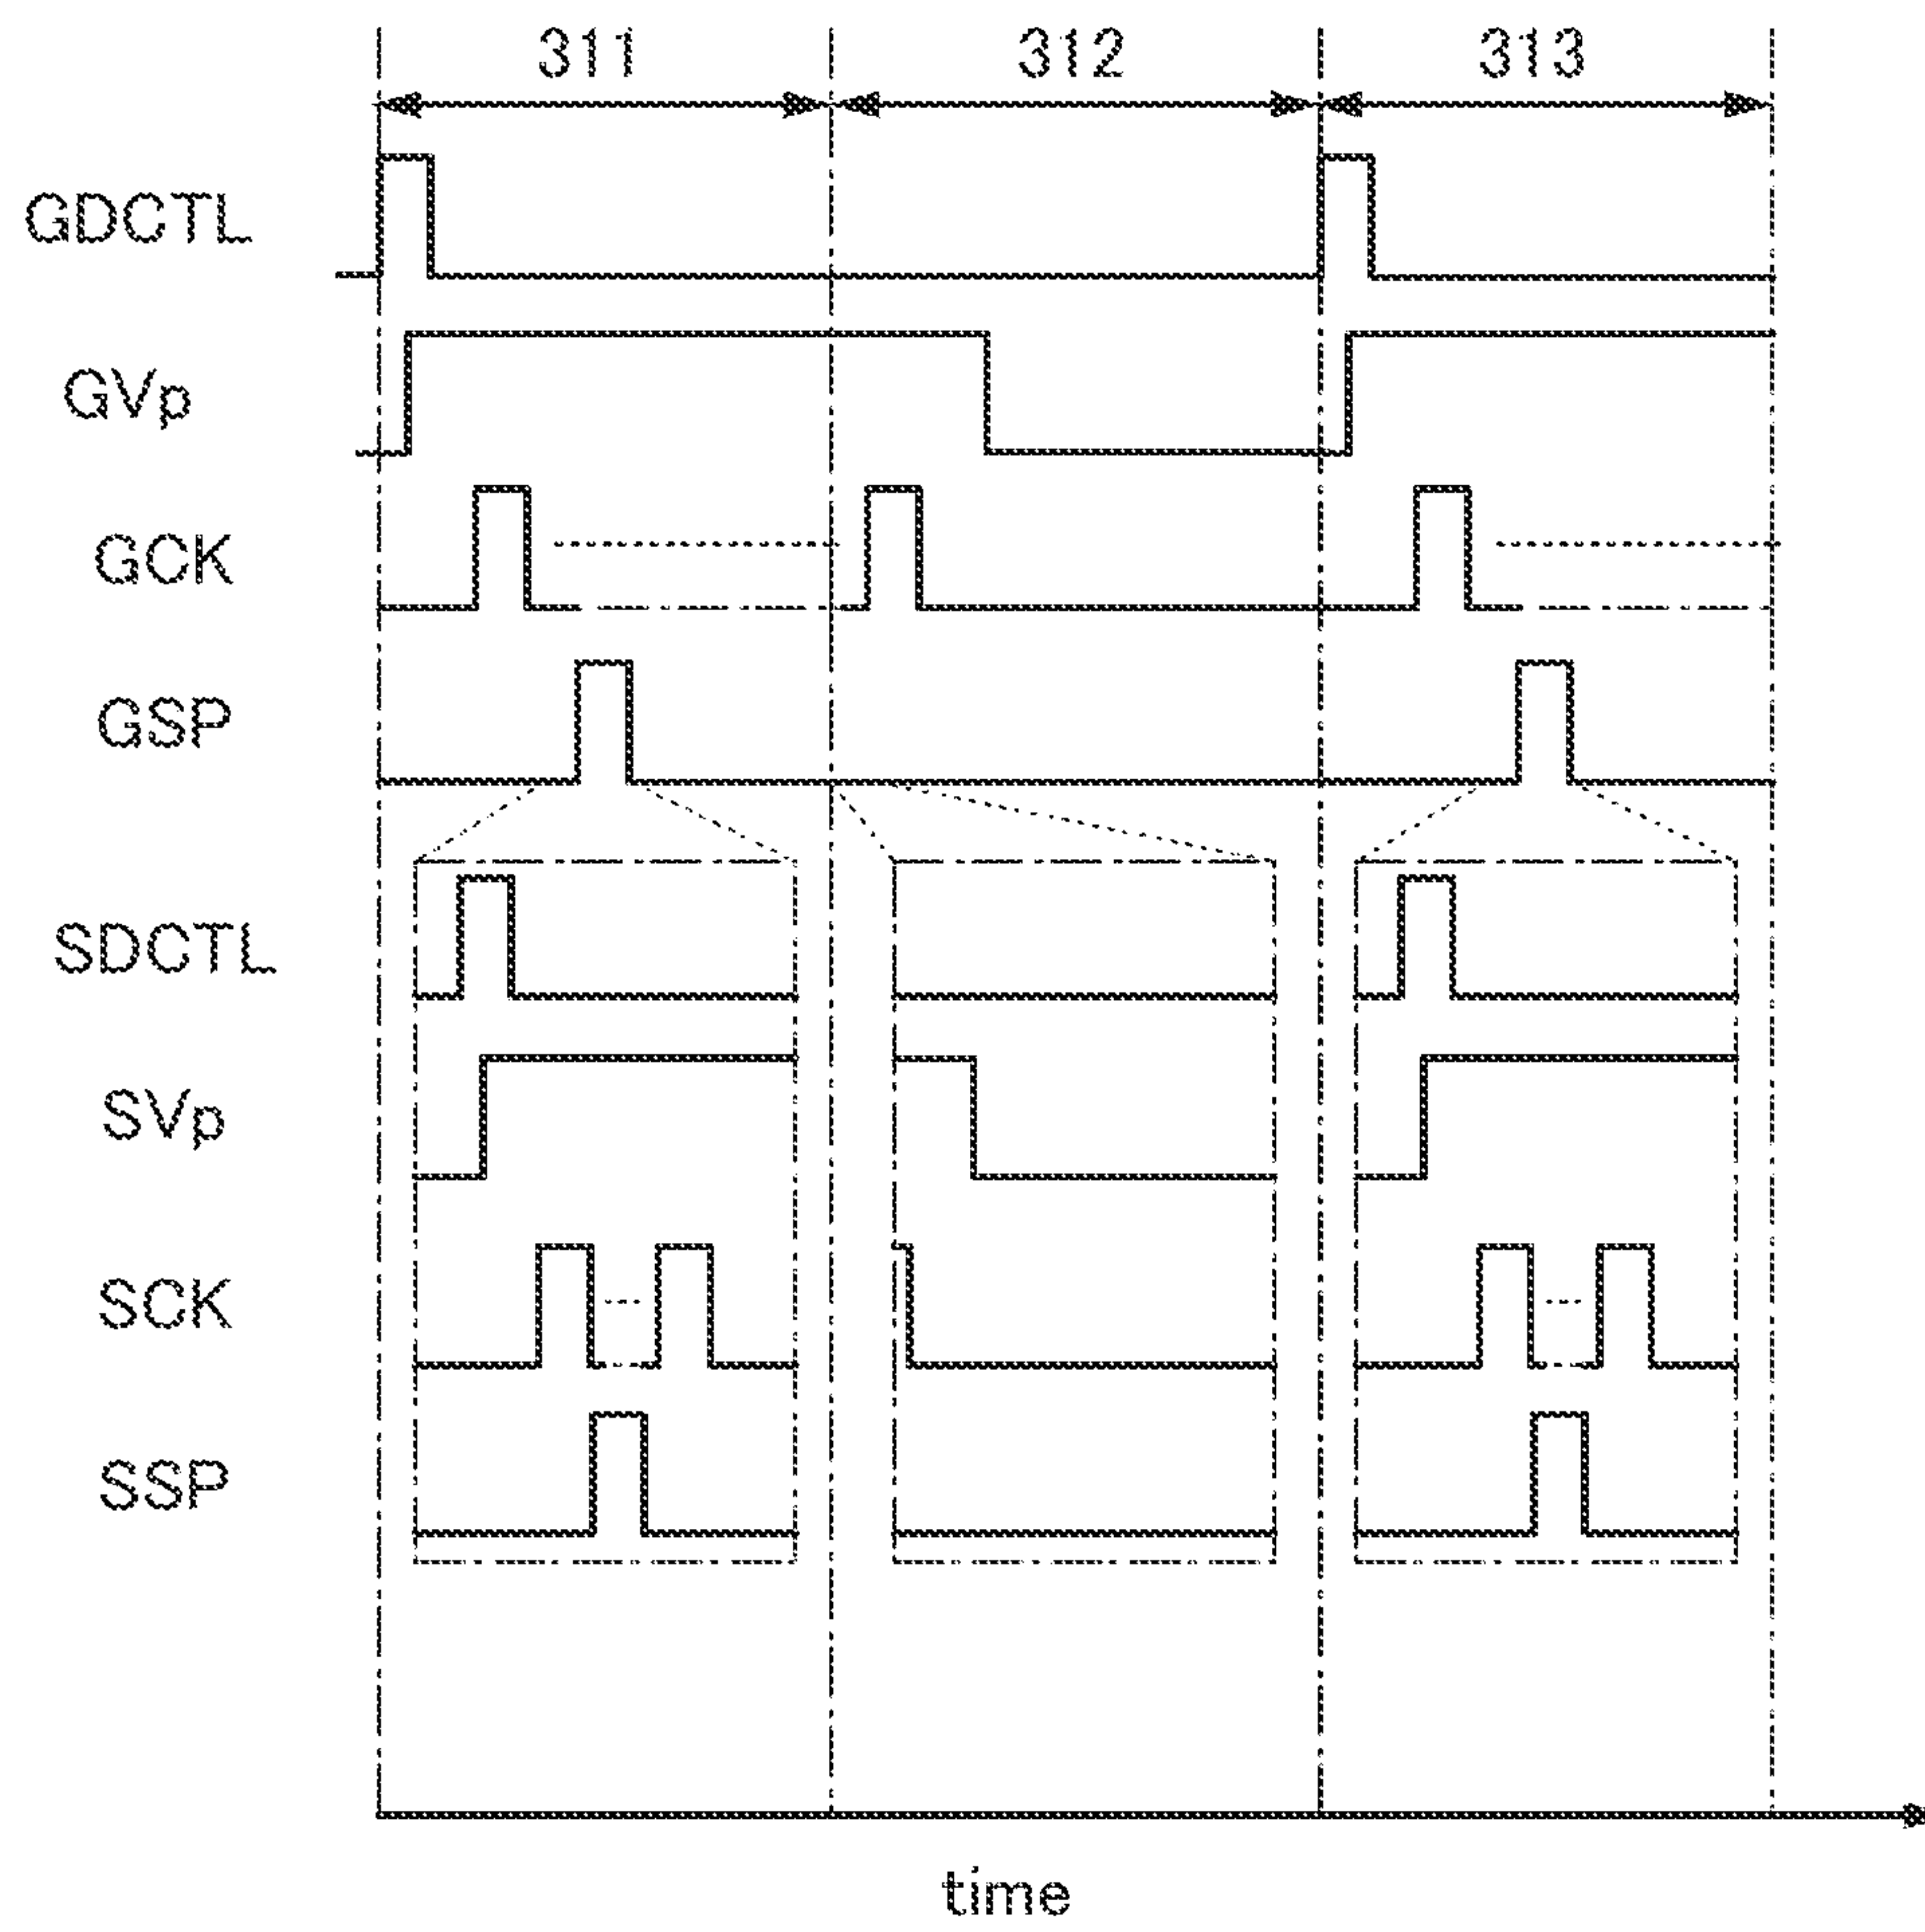 311 312 313
GDCTL
GVp
GCK
GSP
SDCTL
SVp
SCK
SSP
time